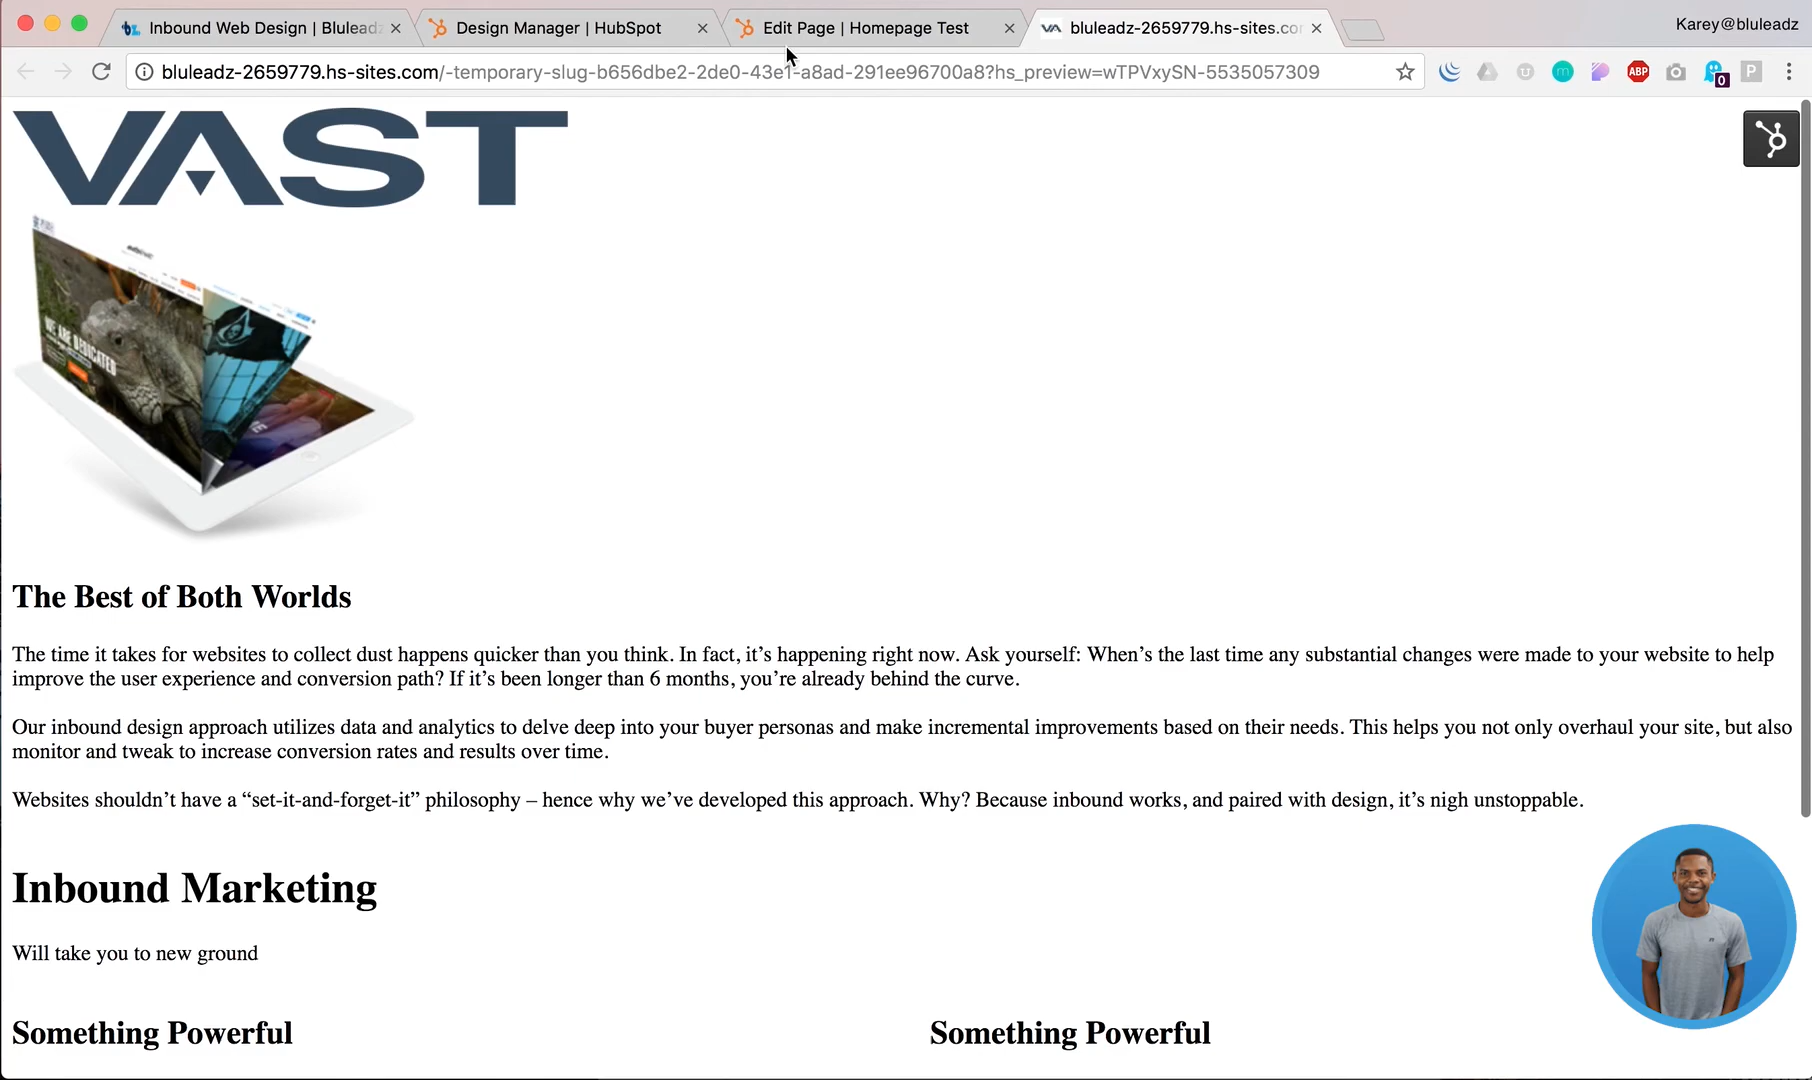 Inbound Web Design | Bluleadz
Design Manager | HubSpot
Edit Page | Homepage Test
VA
bluleadz-2659779.hs-sites.co
Karey@bluleadz
bluleadz-2659779.hs-sites.com/-temporary-slug-b656dbe2-2de0-43e1-a8ad-291ee96700a8?hs_preview=wTPVxySN-5535057309
m
ABP
0
P
VAST
WE ARE DEDICATED
The Best of Both Worlds
The time it takes for websites to collect dust happens quicker than you think. In fact, it’s happening right now. Ask yourself: When’s the last time any substantial changes were made to your website to help
improve the user experience and conversion path? If it’s been longer than 6 months, you’re already behind the curve.
Our inbound design approach utilizes data and analytics to delve deep into your buyer personas and make incremental improvements based on their needs. This helps you not only overhaul your site, but also
monitor and tweak to increase conversion rates and results over time.
Websites shouldn’t have a “set-it-and-forget-it” philosophy – hence why we’ve developed this approach. Why? Because inbound works, and paired with design, it’s nigh unstoppable.
Inbound Marketing
Will take you to new ground
Something Powerful
Something Powerful